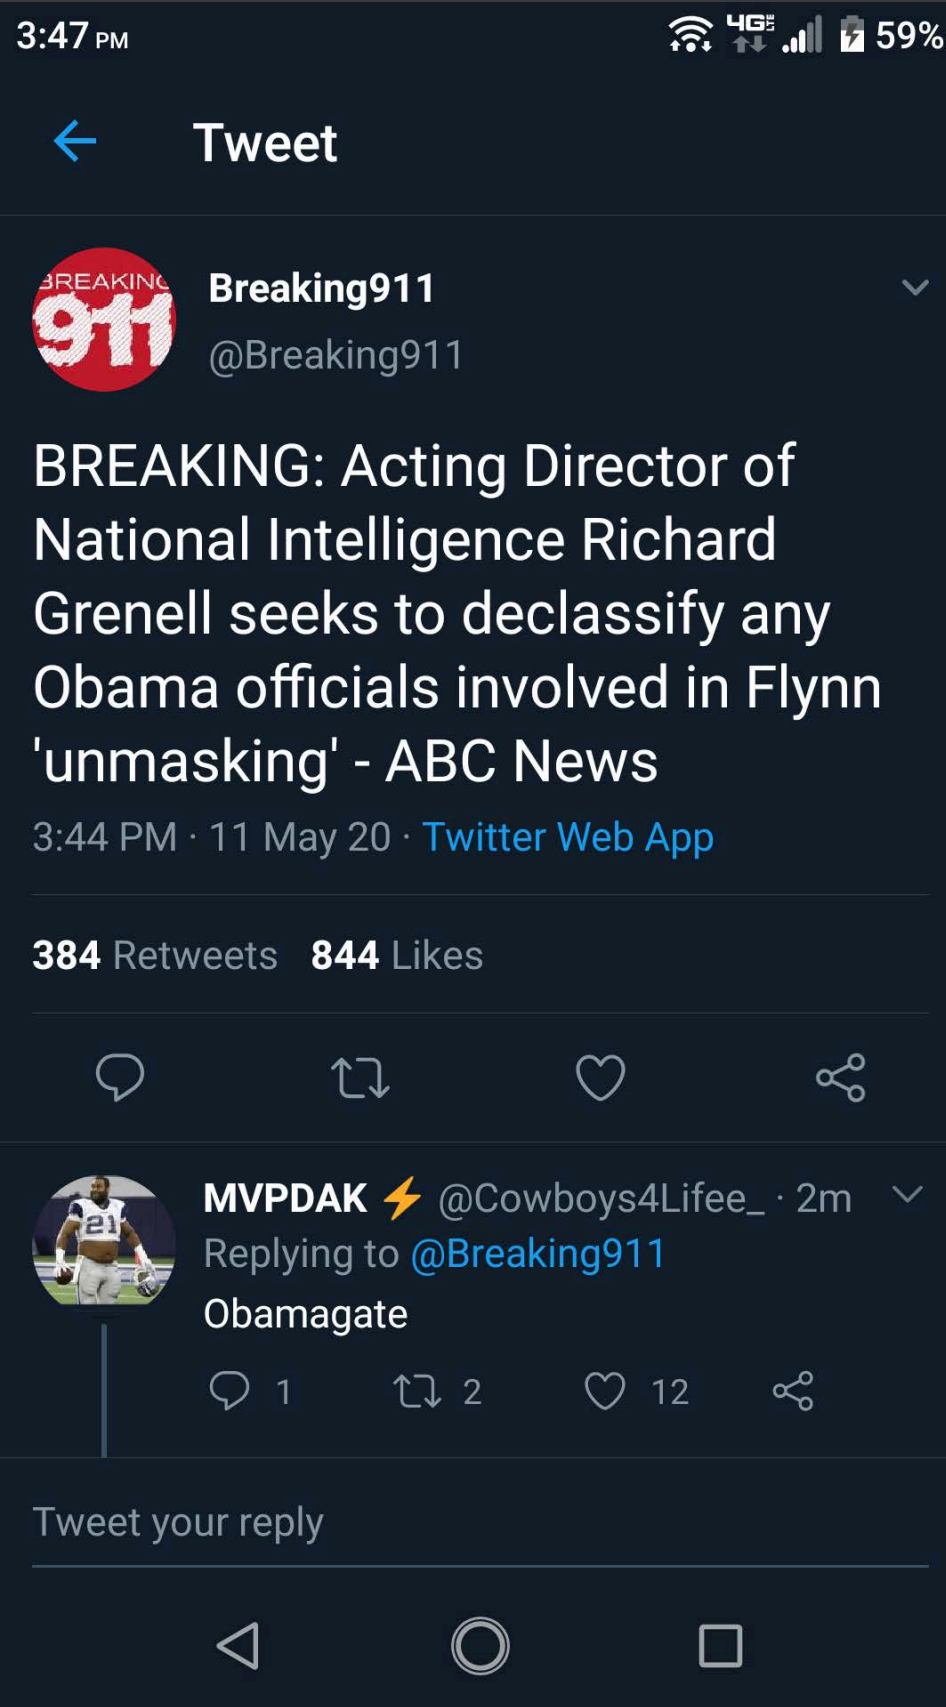 3:47 PM 4G LTE 59%
Tweet
BREAKING
911
Breaking911
@Breaking911
BREAKING: Acting Director of
National Intelligence Richard
Grenell seeks to declassify any
Obama officials involved in Flynn
'unmasking' - ABC News
3:44 PM · 11 May 20 · Twitter Web App
384 Retweets 844 Likes
21
MVPDAK ⚡ @Cowboys4Lifee_ · 2m
Replying to @Breaking911
Obamagate
1 2 12
Tweet your reply